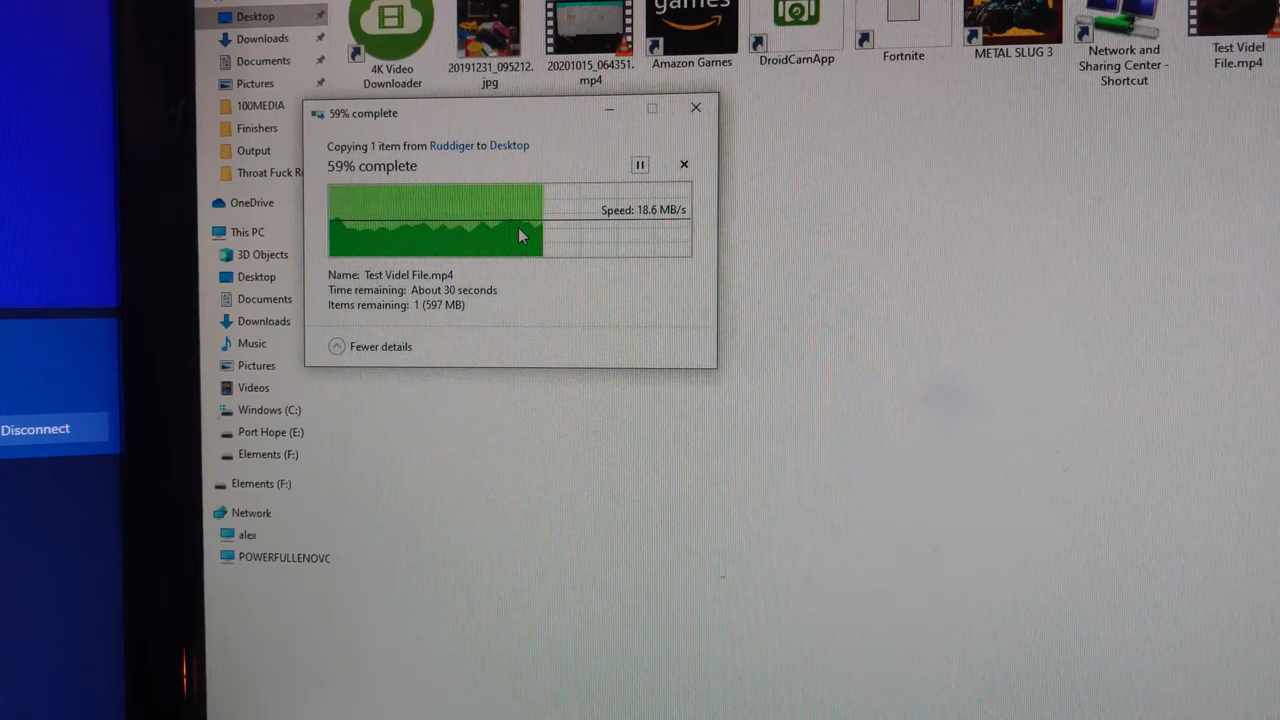 Desktop
Downloads
Documents
Pictures
100MEDIA
Finishers
Output
Throat Fuck R
OneDrive
This PC
3D Objects
Desktop
Documents
Downloads
Music
Pictures
Videos
Windows (C:)
Port Hope (E:)
Elements (F:)
Elements (F:)
Network
alex
POWERFULLENOVC
Disconnect
4K Video
Downloader
20191231_095212.
jpg
20201015_064351.
mp4
games
Amazon Games
DroidCamApp
Fortnite
METAL SLUG 3
Network and
Sharing Center -
Shortcut
Test Videl
File.mp4
59% complete
Copying 1 item from Ruddiger to Desktop
59% complete
Speed: 18.6 MB/s
Name: Test Videl File.mp4
Time remaining: About 30 seconds
Items remaining: 1 (597 MB)
Fewer details